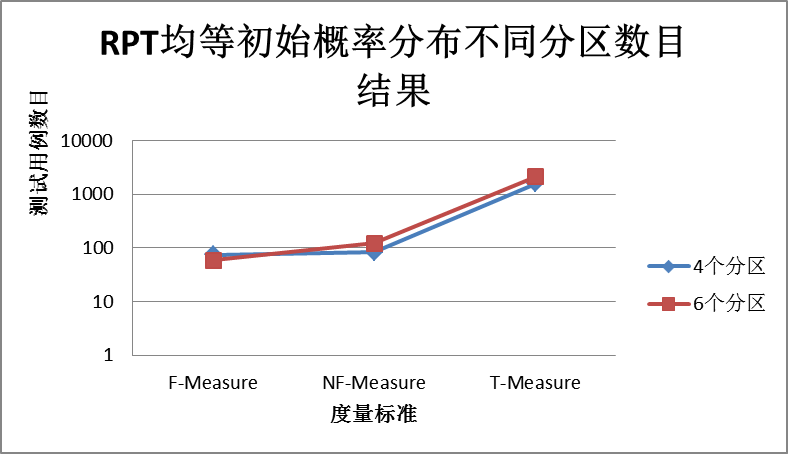 RPT均等初始概率分布不同分区数目
结果
测试用例数目
10000
1000
100
10
1
F-Measure NF-Measure T-Measure
度量标准
4个分区
6个分区